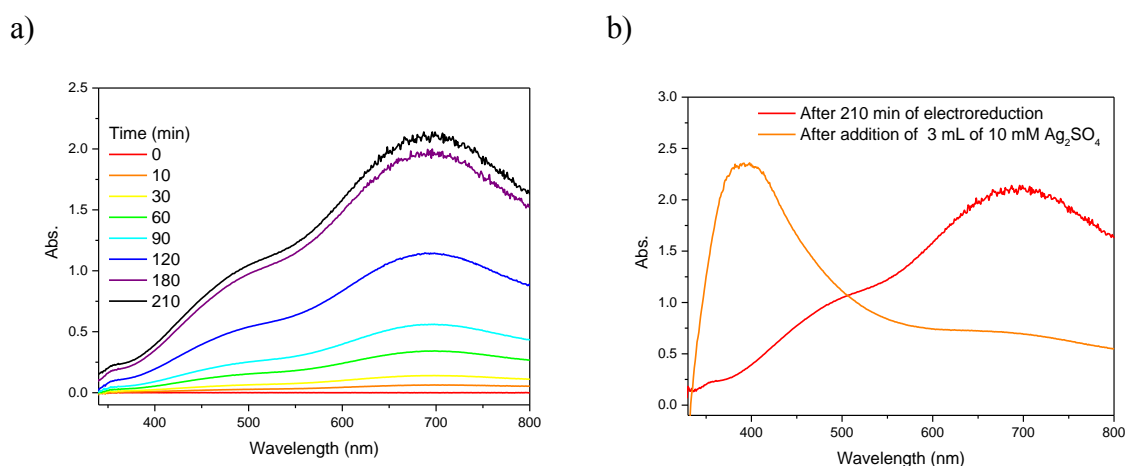 a)
b)
2.5
2.0
1.5
1.0
0.5
0.0
Abs.
Time (min)
0
10
30
60
90
120
180
210
400 500 600 700 800
Wavelength (nm)
3.0
2.5
2.0
1.5
1.0
0.5
0.0
Abs.
After 210 min of electroreduction
After addition of 3 mL of 10 mM Ag₂SO₄
400 500 600 700 800
Wavelength (nm)